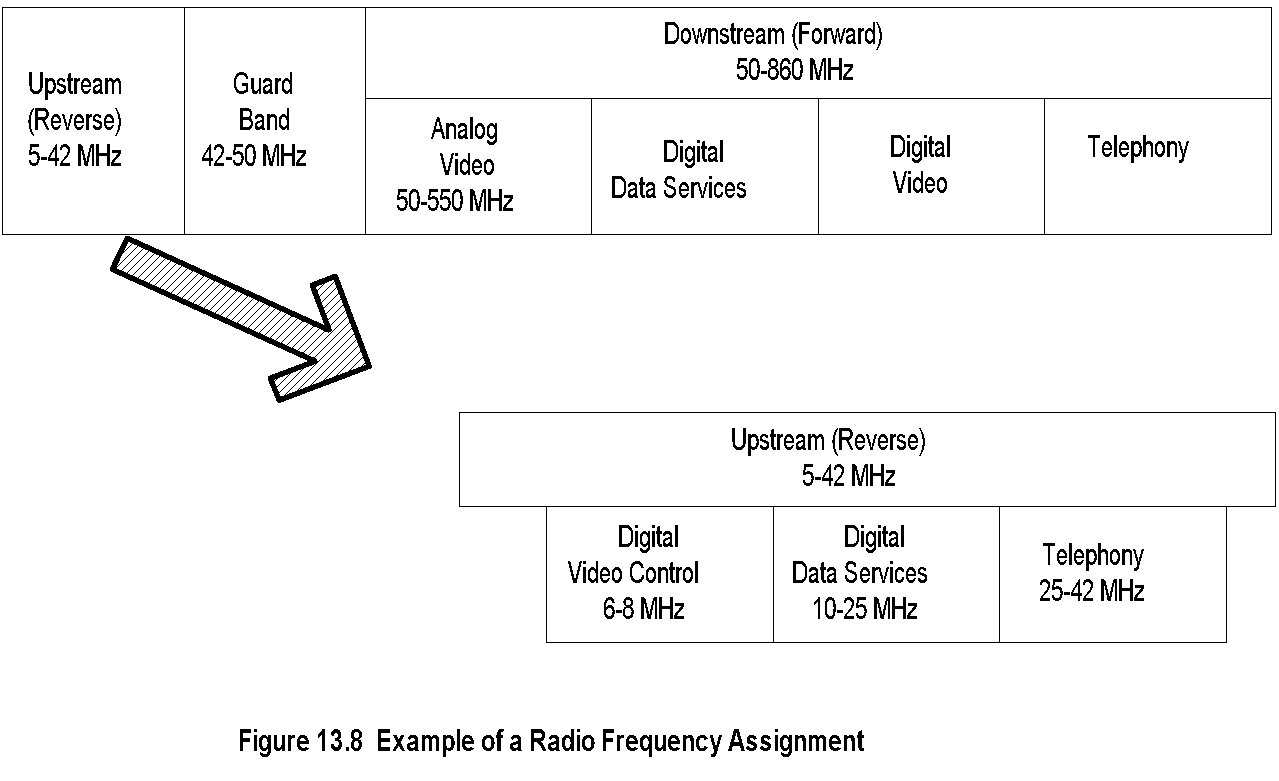 Downstream (Forward)
50-860 MHz
Upstream
(Reverse)
5-42 MHz
Guard
Band
42-50 MHz
Analog
Video
50-550 MHz
Digital
Data Services
Digital
Video
Telephony
Upstream (Reverse)
5-42 MHz
Digital
Video Control
6-8 MHz
Digital
Data Services
10-25 MHz
Telephony
25-42 MHz
Figure 13.8 Example of a Radio Frequency Assignment